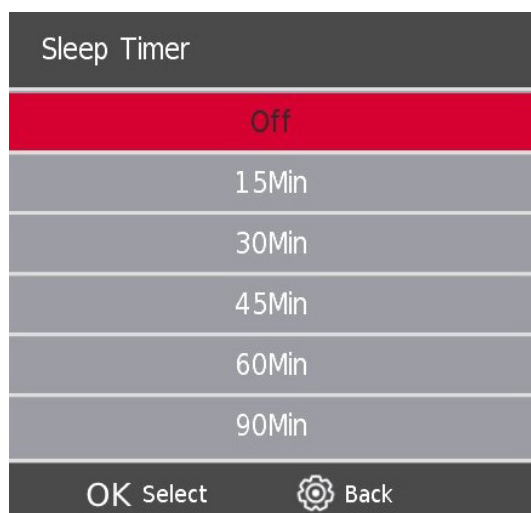 Sleep Timer
Off
15Min
30Min
45Min
60Min
90Min
OK Select Back